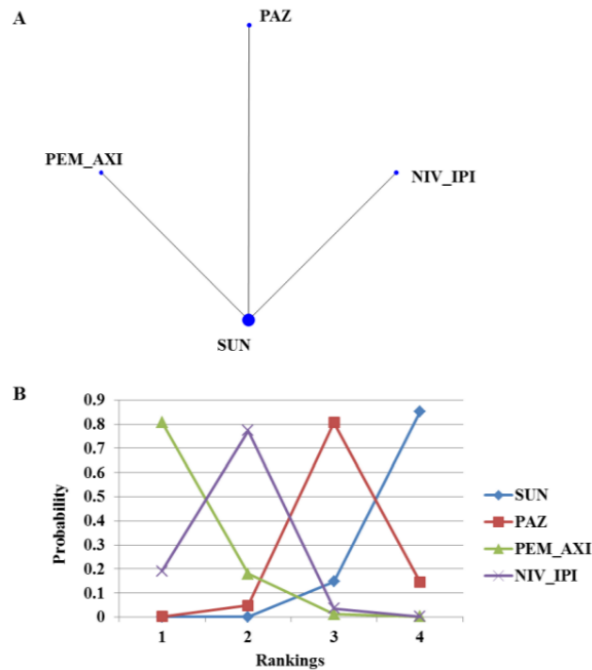 A
PAZ
PEM_AXI
NIV_IPI
SUN
B
0.9
0.8
0.7
0.6
0.5
0.4
0.3
0.2
0.1
0
Probability
1 2 3 4
Rankings
SUN
PAZ
PEM_AXI
NIV_IPI